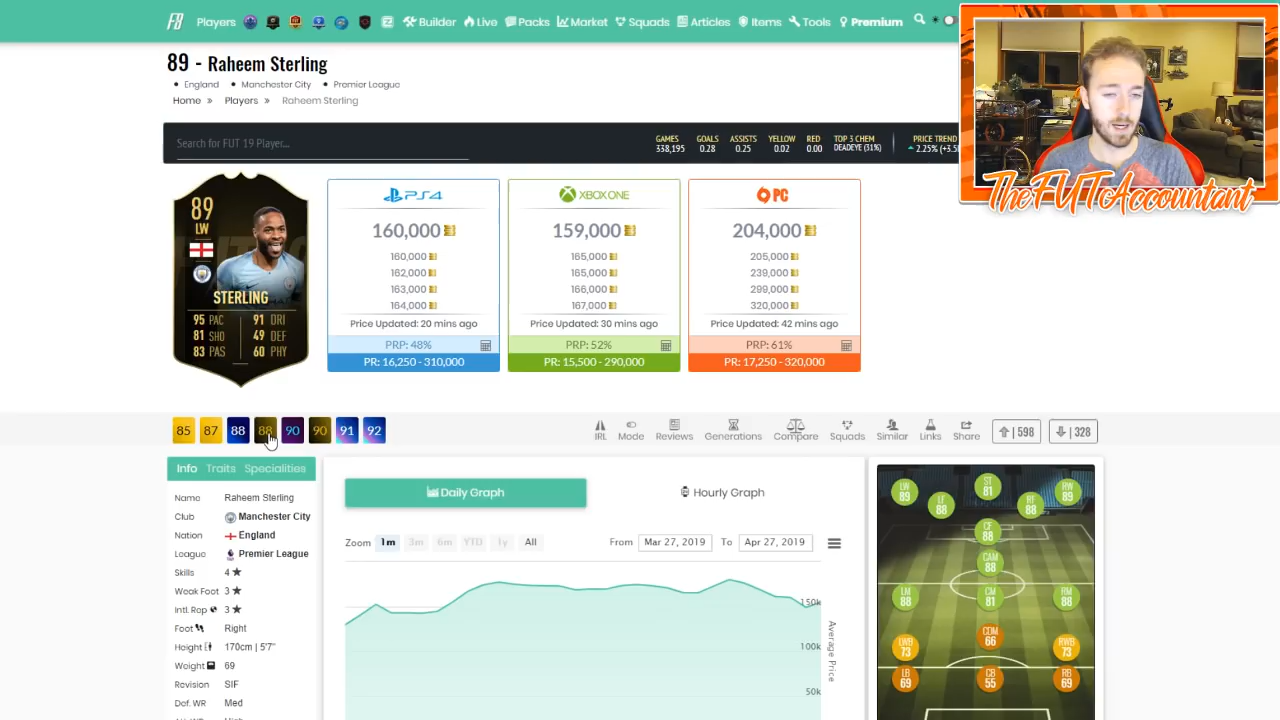 F8 Players Builder Live Packs Market Squads Articles Items Tools Premium
89 - Raheem Sterling
England Manchester City Premier League
Home » Players » Raheem Sterling
Search for FUT 19 Player...
GAMES GOALS ASSISTS YELLOW RED TOP 3 CHEM PRICE TREND
338,195 0.28 0.25 0.02 0.00 DEADEYE (31%) 2.25% (+3.5
TheFUTAccountant
89
LW
STERLING
95 PAC 91 DRI
81 SHO 49 DEF
83 PAS 60 PHY
PS4
160,000
160,000
162,000
163,000
164,000
Price Updated: 20 mins ago
PRP: 48%
PR: 16,250 - 310,000
XBOX ONE
159,000
165,000
165,000
166,000
167,000
Price Updated: 30 mins ago
PRP: 52%
PR: 15,500 - 290,000
PC
204,000
205,000
239,000
299,000
320,000
Price Updated: 42 mins ago
PRP: 61%
PR: 17,250 - 320,000
85 87 88 88 90 90 91 92
IRL Mode Reviews Generations Compare Squads Similar Links Share 598 328
Info Traits Specialities
Name Raheem Sterling
Club Manchester City
Nation England
League Premier League
Skills 4
Weak Foot 3
Intl. Rep 3
Foot Right
Height 170cm | 5'7"
Weight 69
Revision SIF
Def. WR Med
Daily Graph Hourly Graph
Zoom 1m 3m 6m YTD 1y All From Mar 27, 2019 To Apr 27, 2019
150k
100k
50k
Average Price
LW 89
ST 81
RW 89
LF 88
RF 88
CF 88
CAM 88
LM 88
CM 81
RM 88
CDM 66
LWB 73
RWB 73
LB 69
CB 55
RB 69